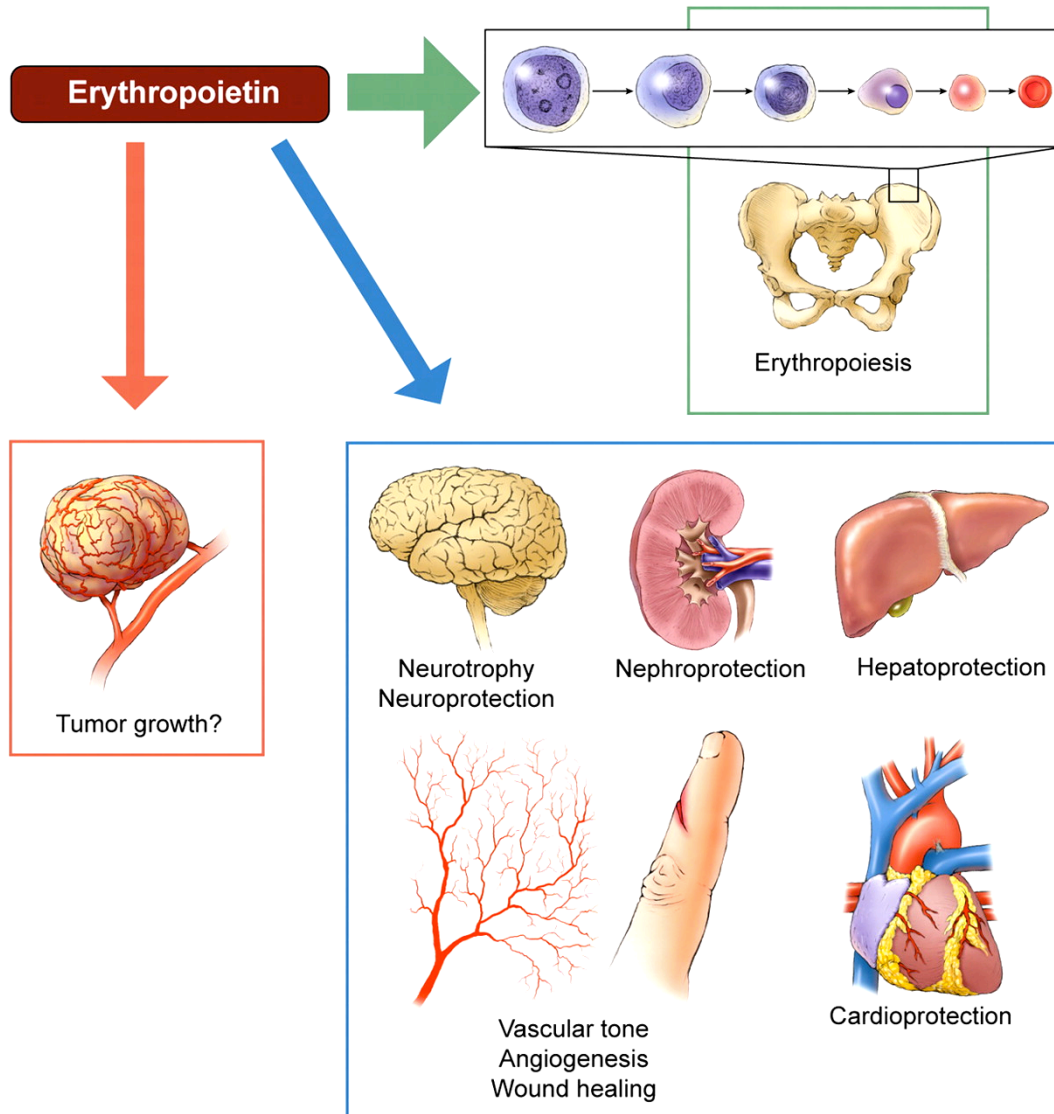 Erythropoietin
Erythropoiesis
Tumor growth?
Neurotrophy
Neuroprotection
Nephroprotection
Hepatoprotection
Vascular tone
Angiogenesis
Wound healing
Cardioprotection